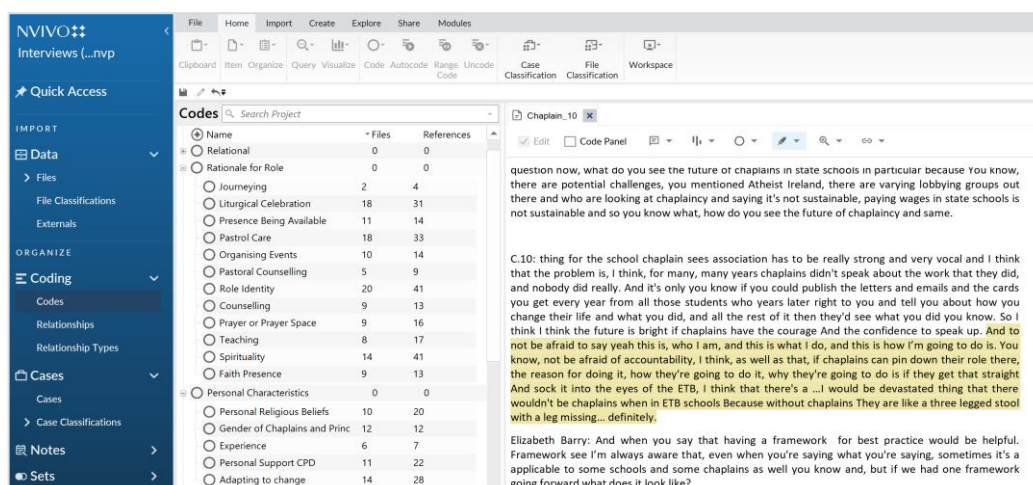 NVIVO
Interviews (...nvp
Quick Access
IMPORT
Data
Files
File Classifications
Externals
ORGANIZE
Coding
Codes
Relationships
Relationship Types
Cases
Cases
Case Classifications
Notes
Sets
File Home Import Create Explore Share Modules
Clipboard Item Organize Query Visualize Code Autocode Range Code Uncode Case Classification File Classification Workspace
Codes Search Project
Name Files References
Relational 0 0
Rationale for Role 0 0
Journeying 2 4
Liturgical Celebration 18 31
Presence Being Available 11 14
Pastrol Care 18 33
Organising Events 10 14
Pastoral Counselling 5 9
Role Identity 20 41
Counselling 9 13
Prayer or Prayer Space 9 16
Teaching 8 17
Spirituality 14 41
Faith Presence 9 13
Personal Characteristics 0 0
Personal Religious Beliefs 10 20
Gender of Chaplains and Princ 12 12
Experience 6 7
Personal Support CPD 11 22
Adapting to change 14 28
Chaplain_10
Edit Code Panel
question now, what do you see the future of chaplains in state schools in particular because You know,
there are potential challenges, you mentioned Atheist Ireland, there are varying lobbying groups out
there and who are looking at chaplaincy and saying it's not sustainable, paying wages in state schools is
not sustainable and so you know what, how do you see the future of chaplaincy and same.
C.10: thing for the school chaplain sees association has to be really strong and very vocal and I think
that the problem is, I think, for many, many years chaplains didn't speak about the work that they did,
and nobody did really. And it's only you know if you could publish the letters and emails and the cards
you get every year from all those students who years later right to you and tell you about how you
change their life and what you did, and all the rest of it then they'd see what you did you know. So I
think I think the future is bright if chaplains have the courage And the confidence to speak up. And to
not be afraid to say yeah this is, who I am, and this is what I do, and this is how I'm going to do is. You
know, not be afraid of accountability, I think, as well as that, if chaplains can pin down their role there,
the reason for doing it, how they're going to do it, why they're going to do is if they get that straight
And sock it into the eyes of the ETB, I think that there's a ...I would be devastated thing that there
wouldn't be chaplains when in ETB schools Because without chaplains They are like a three legged stool
with a leg missing... definitely.
Elizabeth Barry: And when you say that having a framework for best practice would be helpful.
Framework see I'm always aware that, even when you're saying what you're saying, sometimes it's a
applicable to some schools and some chaplains as well you know and, but if we had one framework
going forward what does it look like?